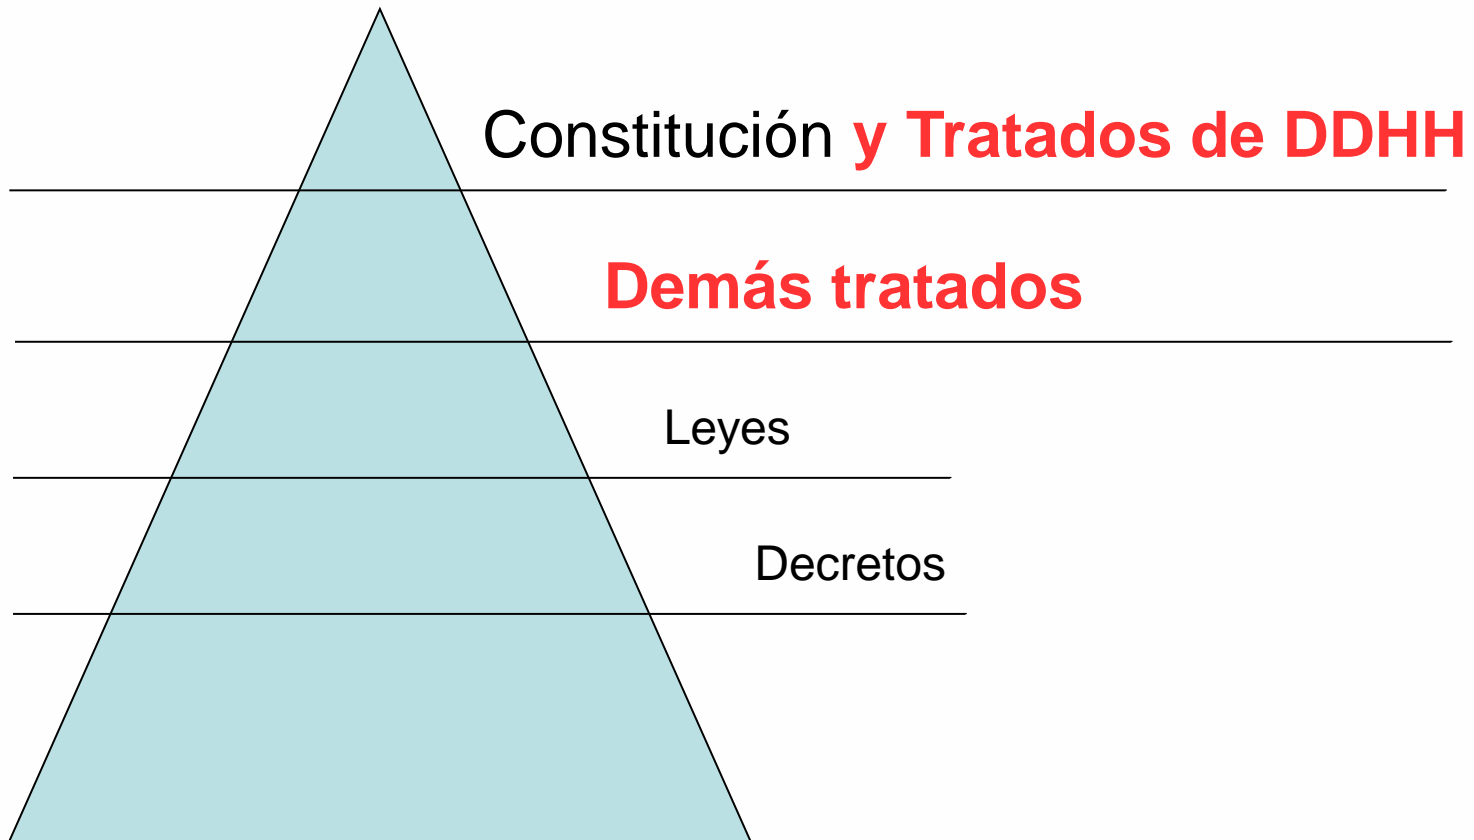 Constitución y Tratados de DDHH
Demás tratados
Leyes
Decretos